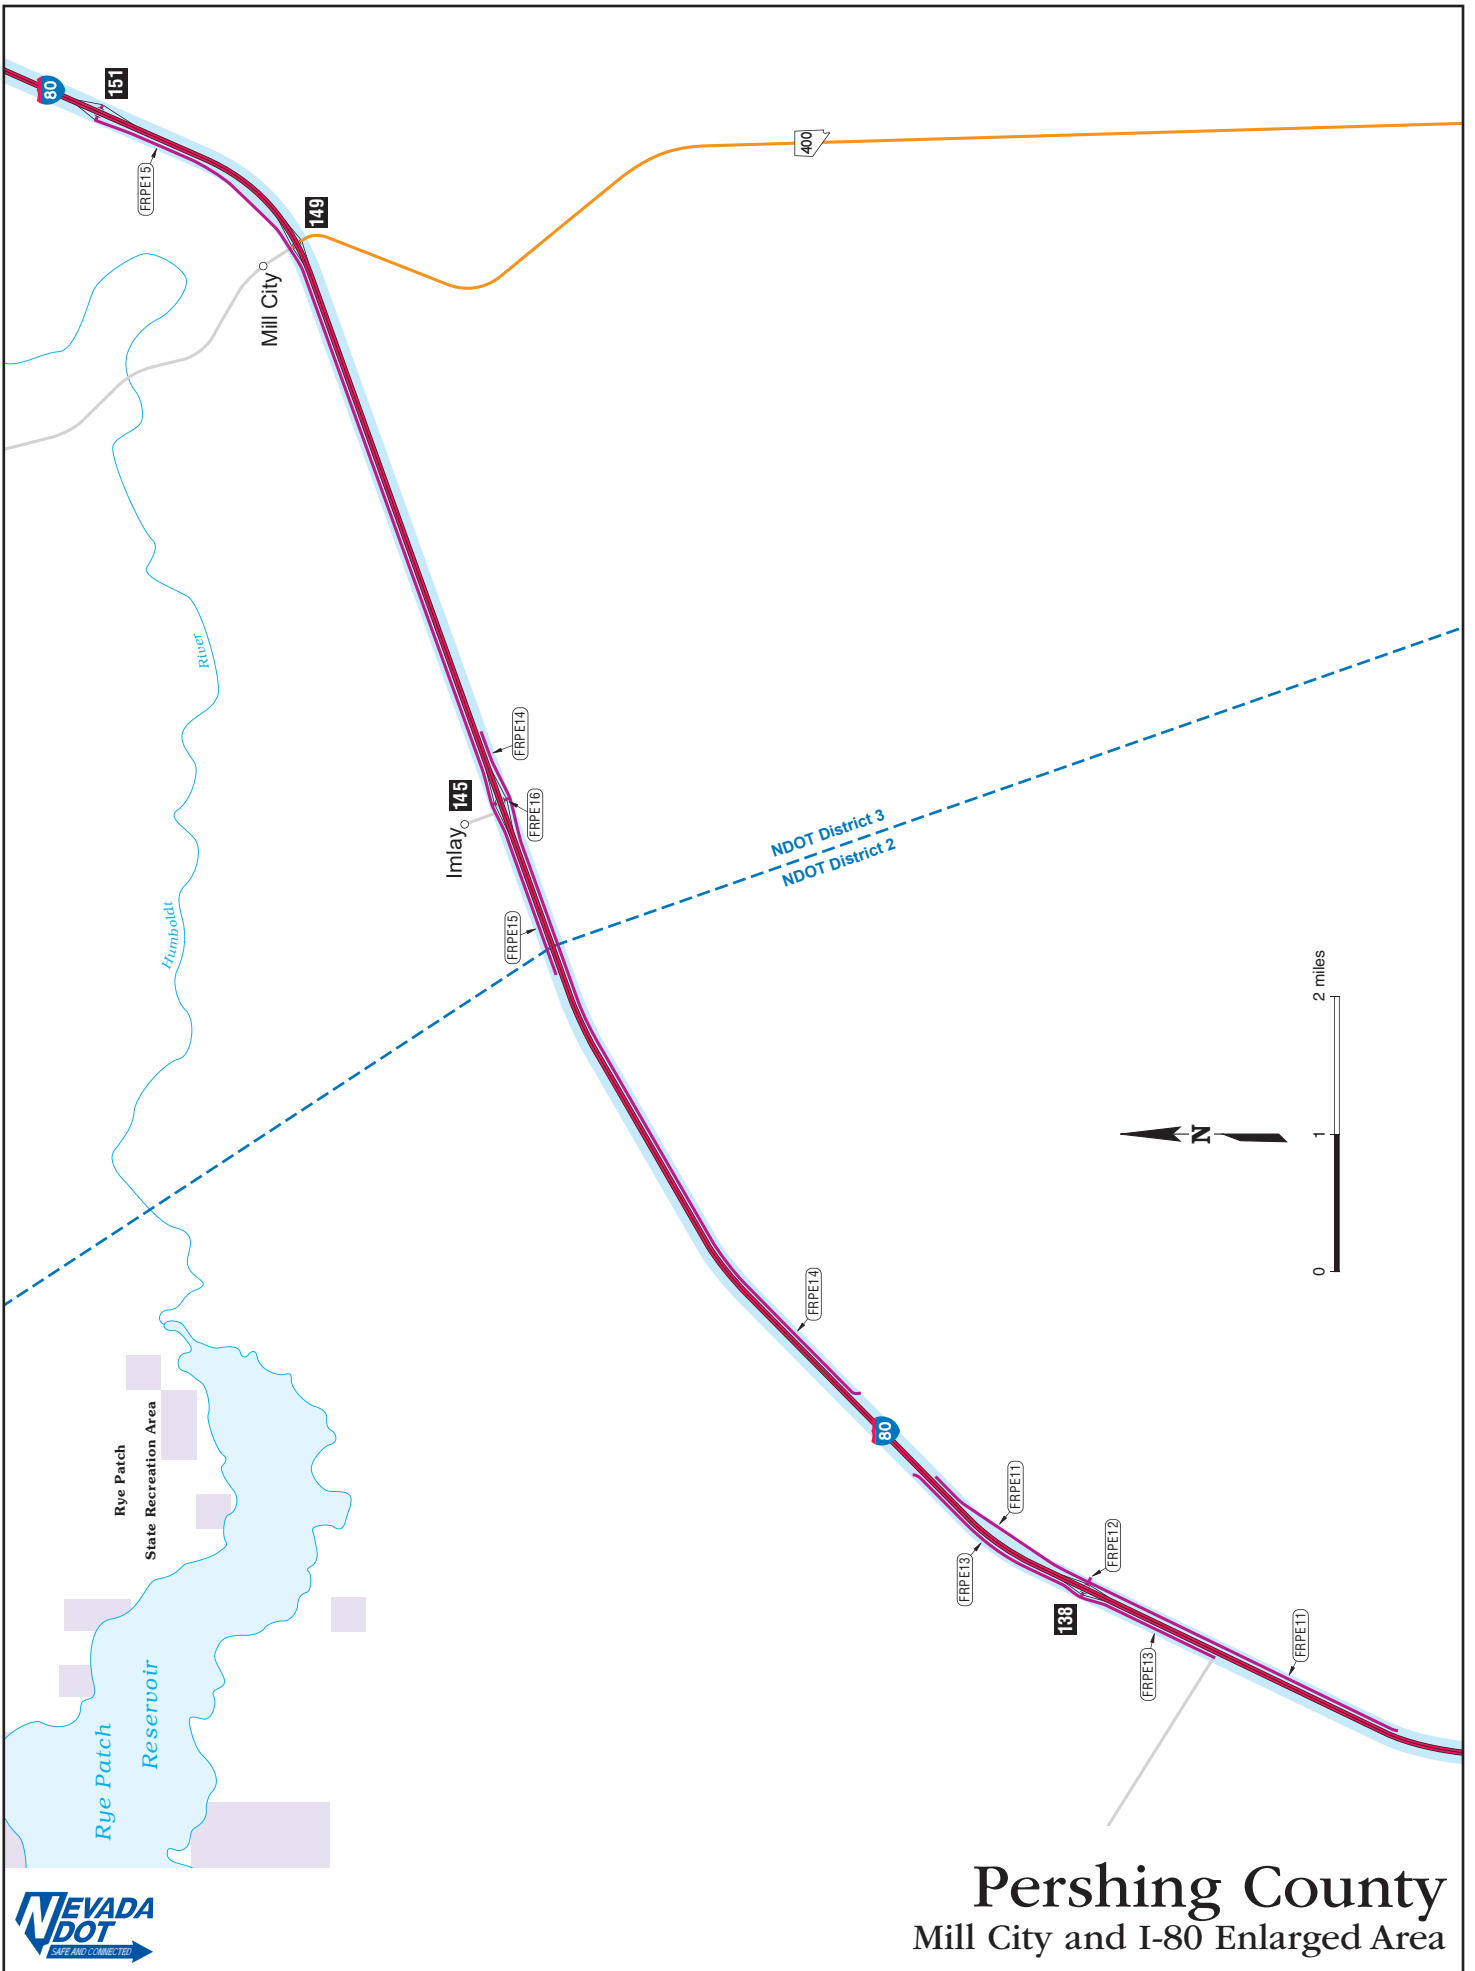 80
151
FRPE15
149
400
Mill City
River
FRPE14
145
FRPE16
Imlay
NDOT District 3
NDOT District 2
Humboldt
FRPE15
2 miles
1
0
N
FRPE14
80
Rye Patch
State Recreation Area
FRPE11
FRPE12
FRPE13
138
FRPE11
FRPE13
Rye Patch
Reservoir
NEVADA
DOT
SAFE AND CONNECTED
Pershing County
Mill City and I-80 Enlarged Area